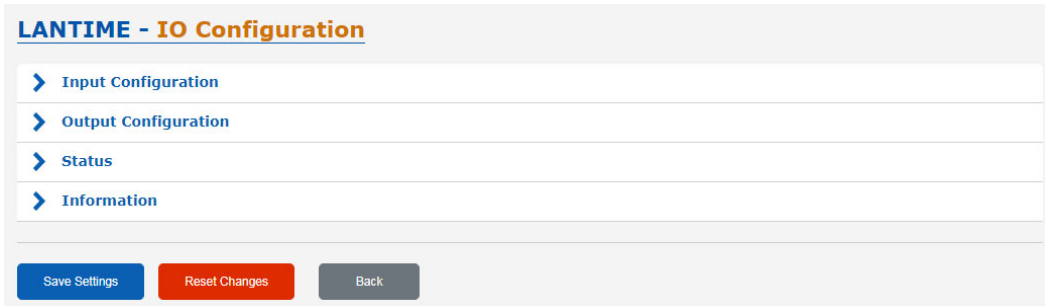 LANTIME - IO Configuration
Input Configuration
Output Configuration
Status
Information
Save Settings Reset Changes Back